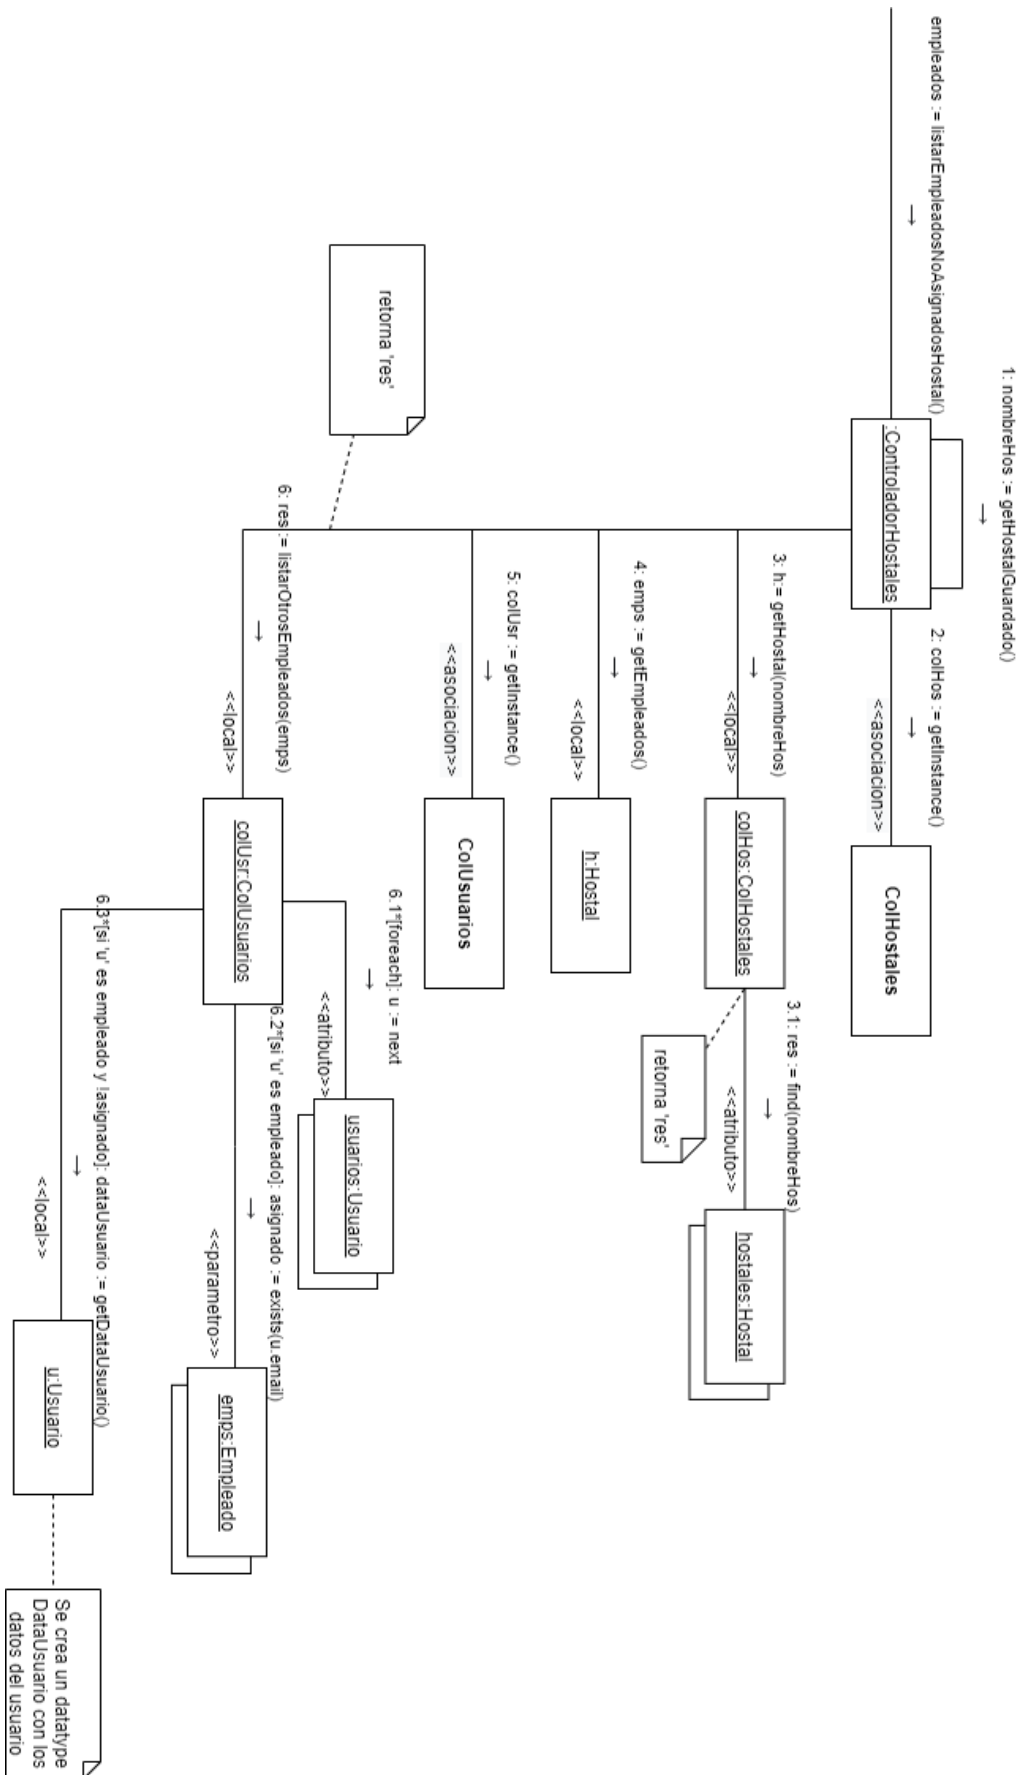 empleados := listarEmpleadosNoAsignadosHostal()
→
1: nombreHos := getHostalGuardado()
→
:ControladorHostales
2: colHos := getInstance()
→
<<asociacion>>
ColHostales
3: h:= getHostal(nombreHos)
→
<<local>>
colHos:ColHostales
3.1: res := find(nombreHos)
→
<<atributo>>
hostales:Hostal
retorna 'res'
4: emps := getEmpleados()
→
<<local>>
h:Hostal
5: colUsr := getInstance()
→
<<asociacion>>
ColUsuarios
retorna 'res'
6: res := listarOtrosEmpleados(emps)
→
<<local>>
colUsr:ColUsuarios
6.1*[foreach]: u := next
→
<<atributo>>
usuarios:Usuario
6.2*[si 'u' es empleado]: asignado := exists(u.email)
→
<<parametro>>
emps:Empleado
6.3*[si 'u' es empleado y !asignado]: dataUsuario := getDataUsuario()
→
<<local>>
u:Usuario
Se crea un datatype
DataUsuario con los
datos del usuario